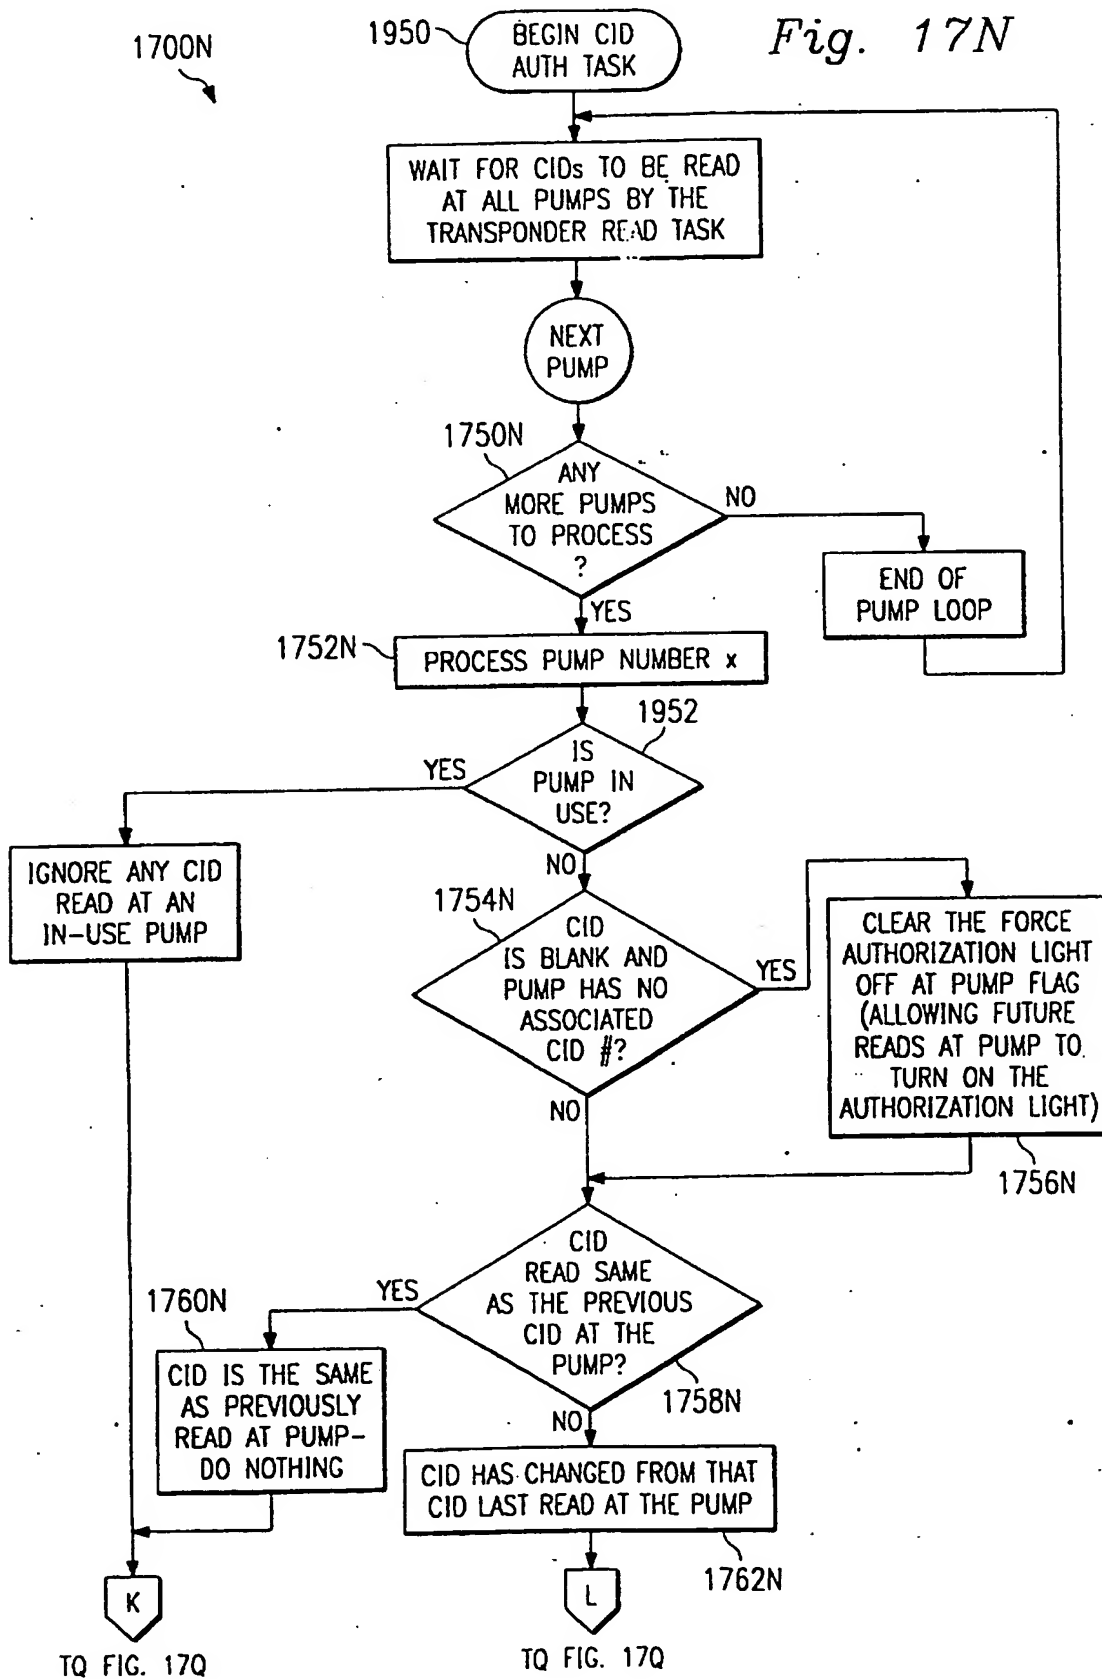 1700N
1950
BEGIN CID
AUTH TASK
Fig. 17N
WAIT FOR CIDs TO BE READ
AT ALL PUMPS BY THE
TRANSPONDER READ TASK
NEXT
PUMP
1750N
ANY
MORE PUMPS
TO PROCESS
?
NO
END OF
PUMP LOOP
YES
1752N
PROCESS PUMP NUMBER x
1952
IS
PUMP IN
USE?
YES
IGNORE ANY CID
READ AT AN
IN-USE PUMP
NO
1754N
CID
IS BLANK AND
PUMP HAS NO
ASSOCIATED
CID #?
YES
CLEAR THE FORCE
AUTHORIZATION LIGHT
OFF AT PUMP FLAG
(ALLOWING FUTURE
READS AT PUMP TO
TURN ON THE
AUTHORIZATION LIGHT)
1756N
NO
CID
READ SAME
AS THE PREVIOUS
CID AT THE
PUMP?
1758N
YES
1760N
CID IS THE SAME
AS PREVIOUSLY
READ AT PUMP-
DO NOTHING
NO
CID HAS CHANGED FROM THAT
CID LAST READ AT THE PUMP
1762N
K
TQ FIG. 17Q
L
TQ FIG. 17Q